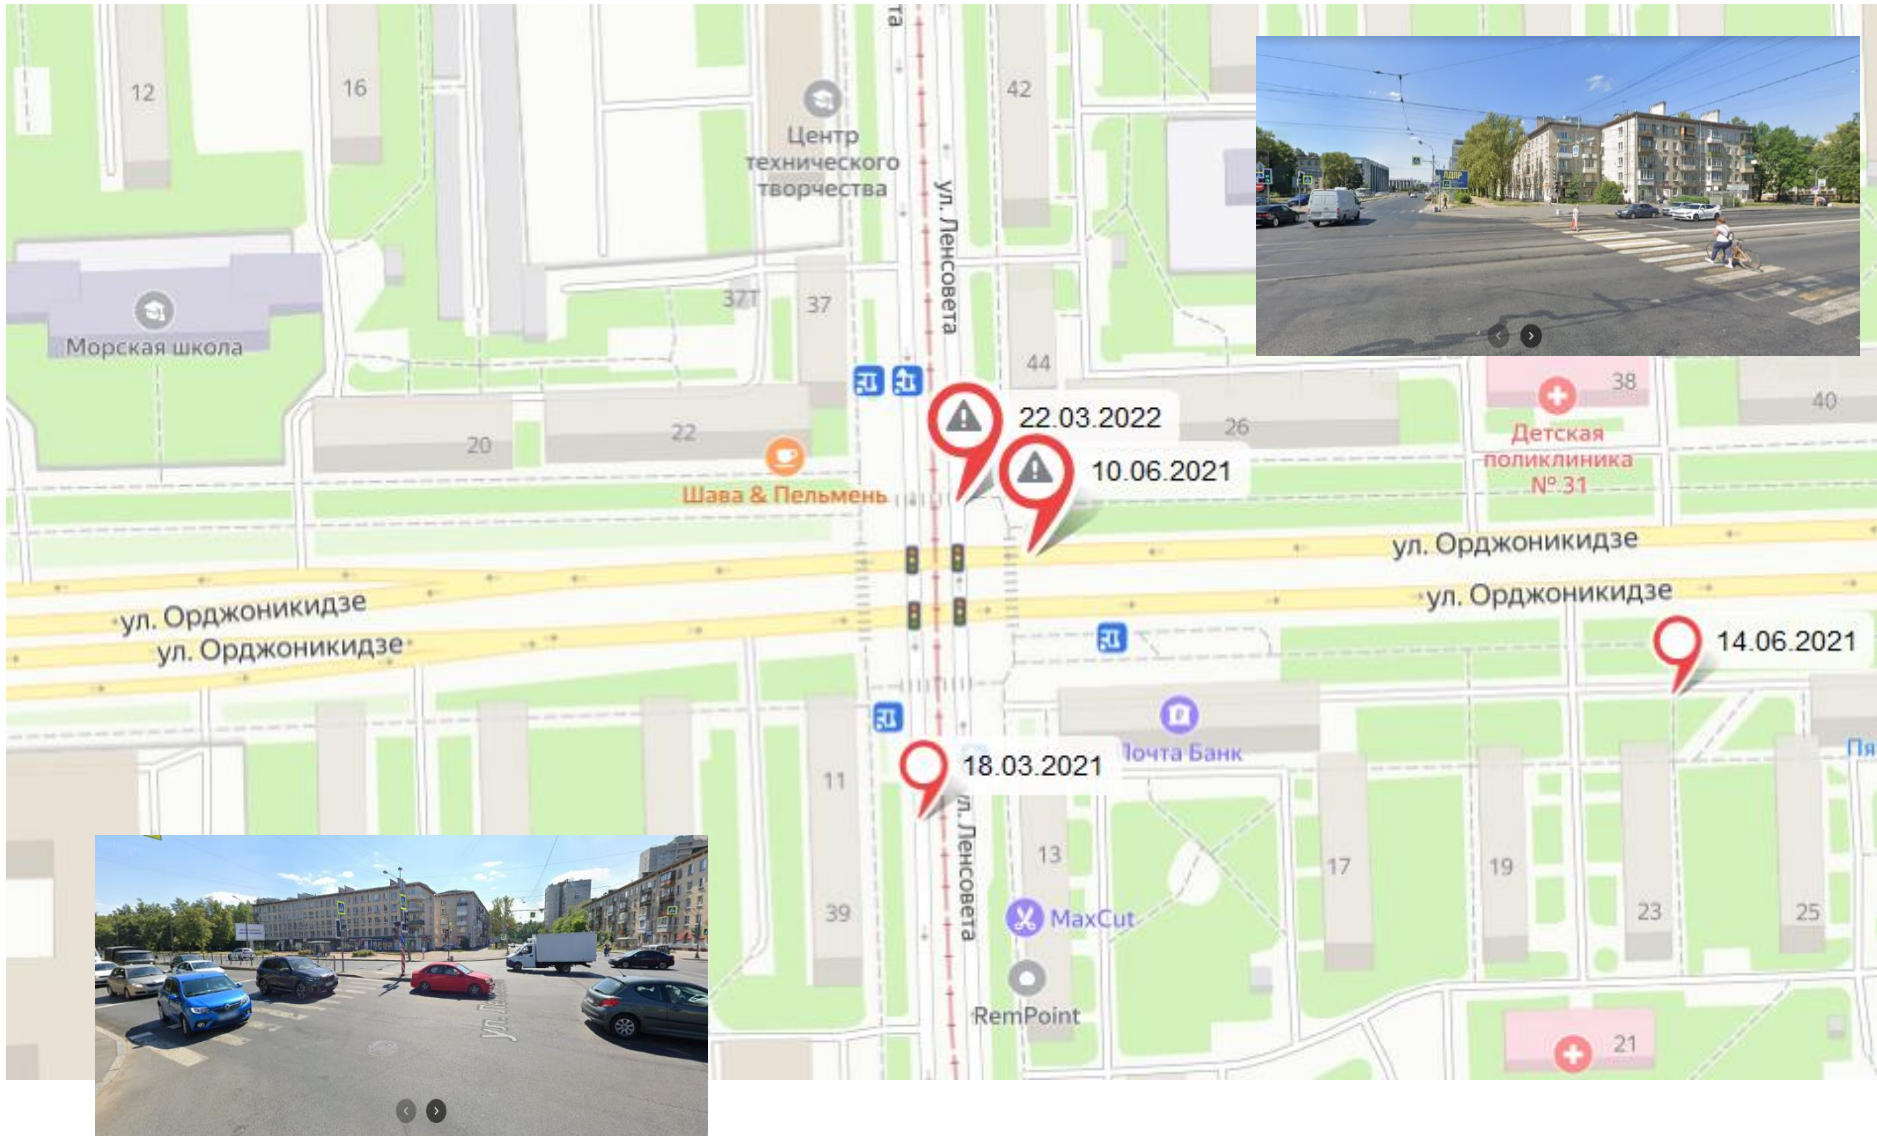 та
12
16
42
Центр
технического
творчества
ул. Ленсовета
ЛДПР
37Т
37
Морская школа
44
38
40
22.03.2022
26
Детская
поликлиника
№ 31
20
22
10.06.2021
Шава & Пельмень
ул. Орджоникидзе
ул. Орджоникидзе
ул. Орджоникидзе
ул. Орджоникидзе
14.06.2021
Почта Банк
Пя
18.03.2021
11
ул. Ленсовета
13
17
19
39
MaxCut
23
25
RemPoint
21